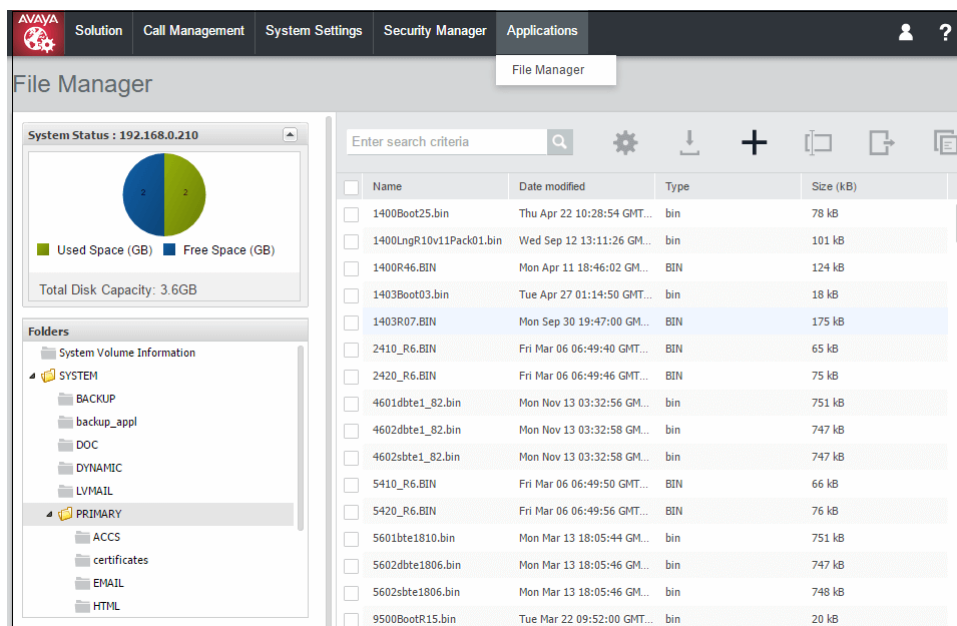 AVAYA
Solution Call Management System Settings Security Manager Applications ?
File Manager
File Manager
System Status : 192.168.0.210
2 2
Used Space (GB) Free Space (GB)
Total Disk Capacity: 3.6GB
Folders
System Volume Information
SYSTEM
BACKUP
backup_appl
DOC
DYNAMIC
LVMAIL
PRIMARY
ACCS
certificates
EMAIL
HTML
Enter search criteria
Name Date modified Type Size (kB)
1400Boot25.bin Thu Apr 22 10:28:54 GMT... bin 78 kB
1400LngR10v11Pack01.bin Wed Sep 12 13:11:26 GM... bin 101 kB
1400R46.BIN Mon Apr 11 18:46:02 GM... BIN 124 kB
1403Boot03.bin Tue Apr 27 01:14:50 GMT... bin 18 kB
1403R07.BIN Mon Sep 30 19:47:00 GM... BIN 175 kB
2410_R6.BIN Fri Mar 06 06:49:40 GMT... BIN 65 kB
2420_R6.BIN Fri Mar 06 06:49:46 GMT... BIN 75 kB
4601dbte1_82.bin Mon Nov 13 03:32:56 GM... bin 751 kB
4602dbte1_82.bin Mon Nov 13 03:32:58 GM... bin 747 kB
4602sbte1_82.bin Mon Nov 13 03:32:58 GM... bin 747 kB
5410_R6.BIN Fri Mar 06 06:49:50 GMT... BIN 66 kB
5420_R6.BIN Fri Mar 06 06:49:56 GMT... BIN 76 kB
5601bte1810.bin Mon Mar 13 18:05:44 GM... bin 751 kB
5602dbte1806.bin Mon Mar 13 18:05:46 GM... bin 747 kB
5602sbte1806.bin Mon Mar 13 18:05:46 GM... bin 748 kB
9500BootR15.bin Tue Mar 22 09:52:00 GMT... bin 20 kB